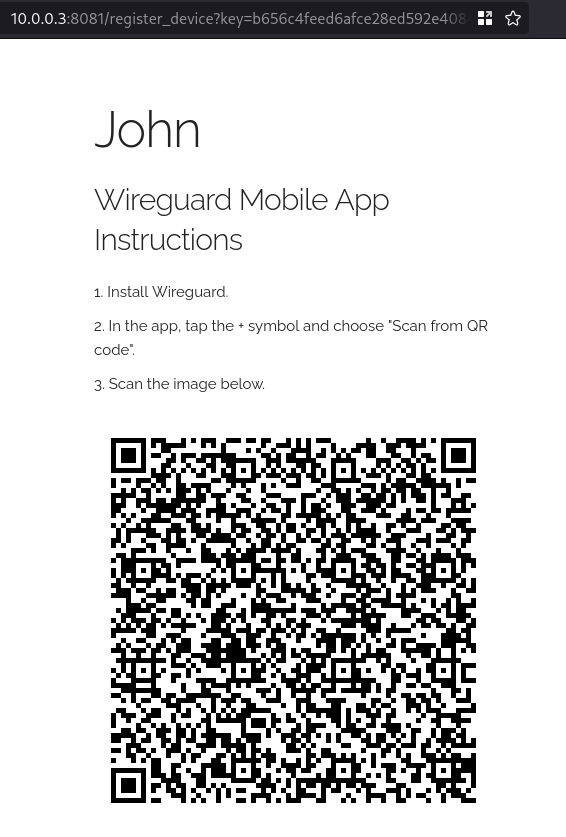 10.0.0.3:8081/register_device?key=b656c4feed6afce28ed592e408
John
Wireguard Mobile App
Instructions
1. Install Wireguard.
2. In the app, tap the + symbol and choose "Scan from QR
code".
3. Scan the image below.